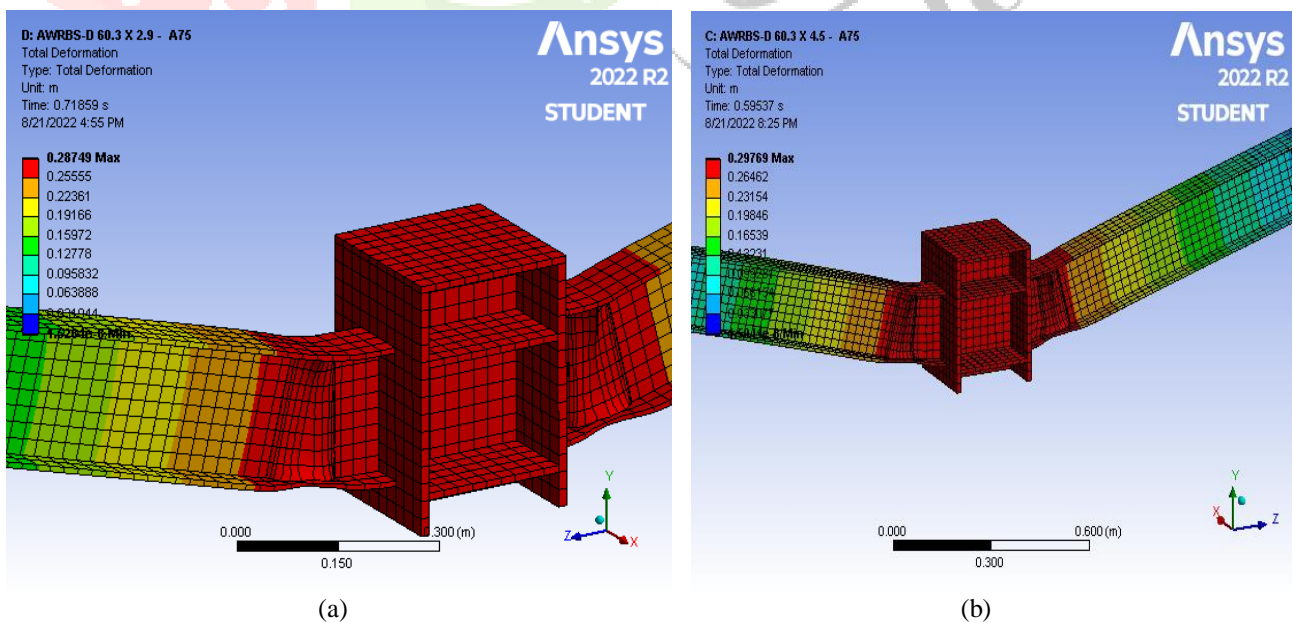 D: AWRBS-D 60.3 X 2.9 - A75
Total Deformation
Type: Total Deformation
Unit: m
Time: 0.71859 s
8/21/2022 4:55 PM
Ansys
2022 R2
STUDENT
0.28749 Max
0.25555
0.22361
0.19166
0.15972
0.12778
0.095832
0.063888
0.000
0.300 (m)
0.150
Y
Z
X
(a)
C: AWRBS-D 60.3 X 4.5 - A75
Total Deformation
Type: Total Deformation
Unit: m
Time: 0.59537 s
8/21/2022 8:25 PM
Ansys
2022 R2
STUDENT
0.29769 Max
0.26462
0.23154
0.19846
0.16539
0.000
0.600 (m)
0.300
Y
X
Z
(b)